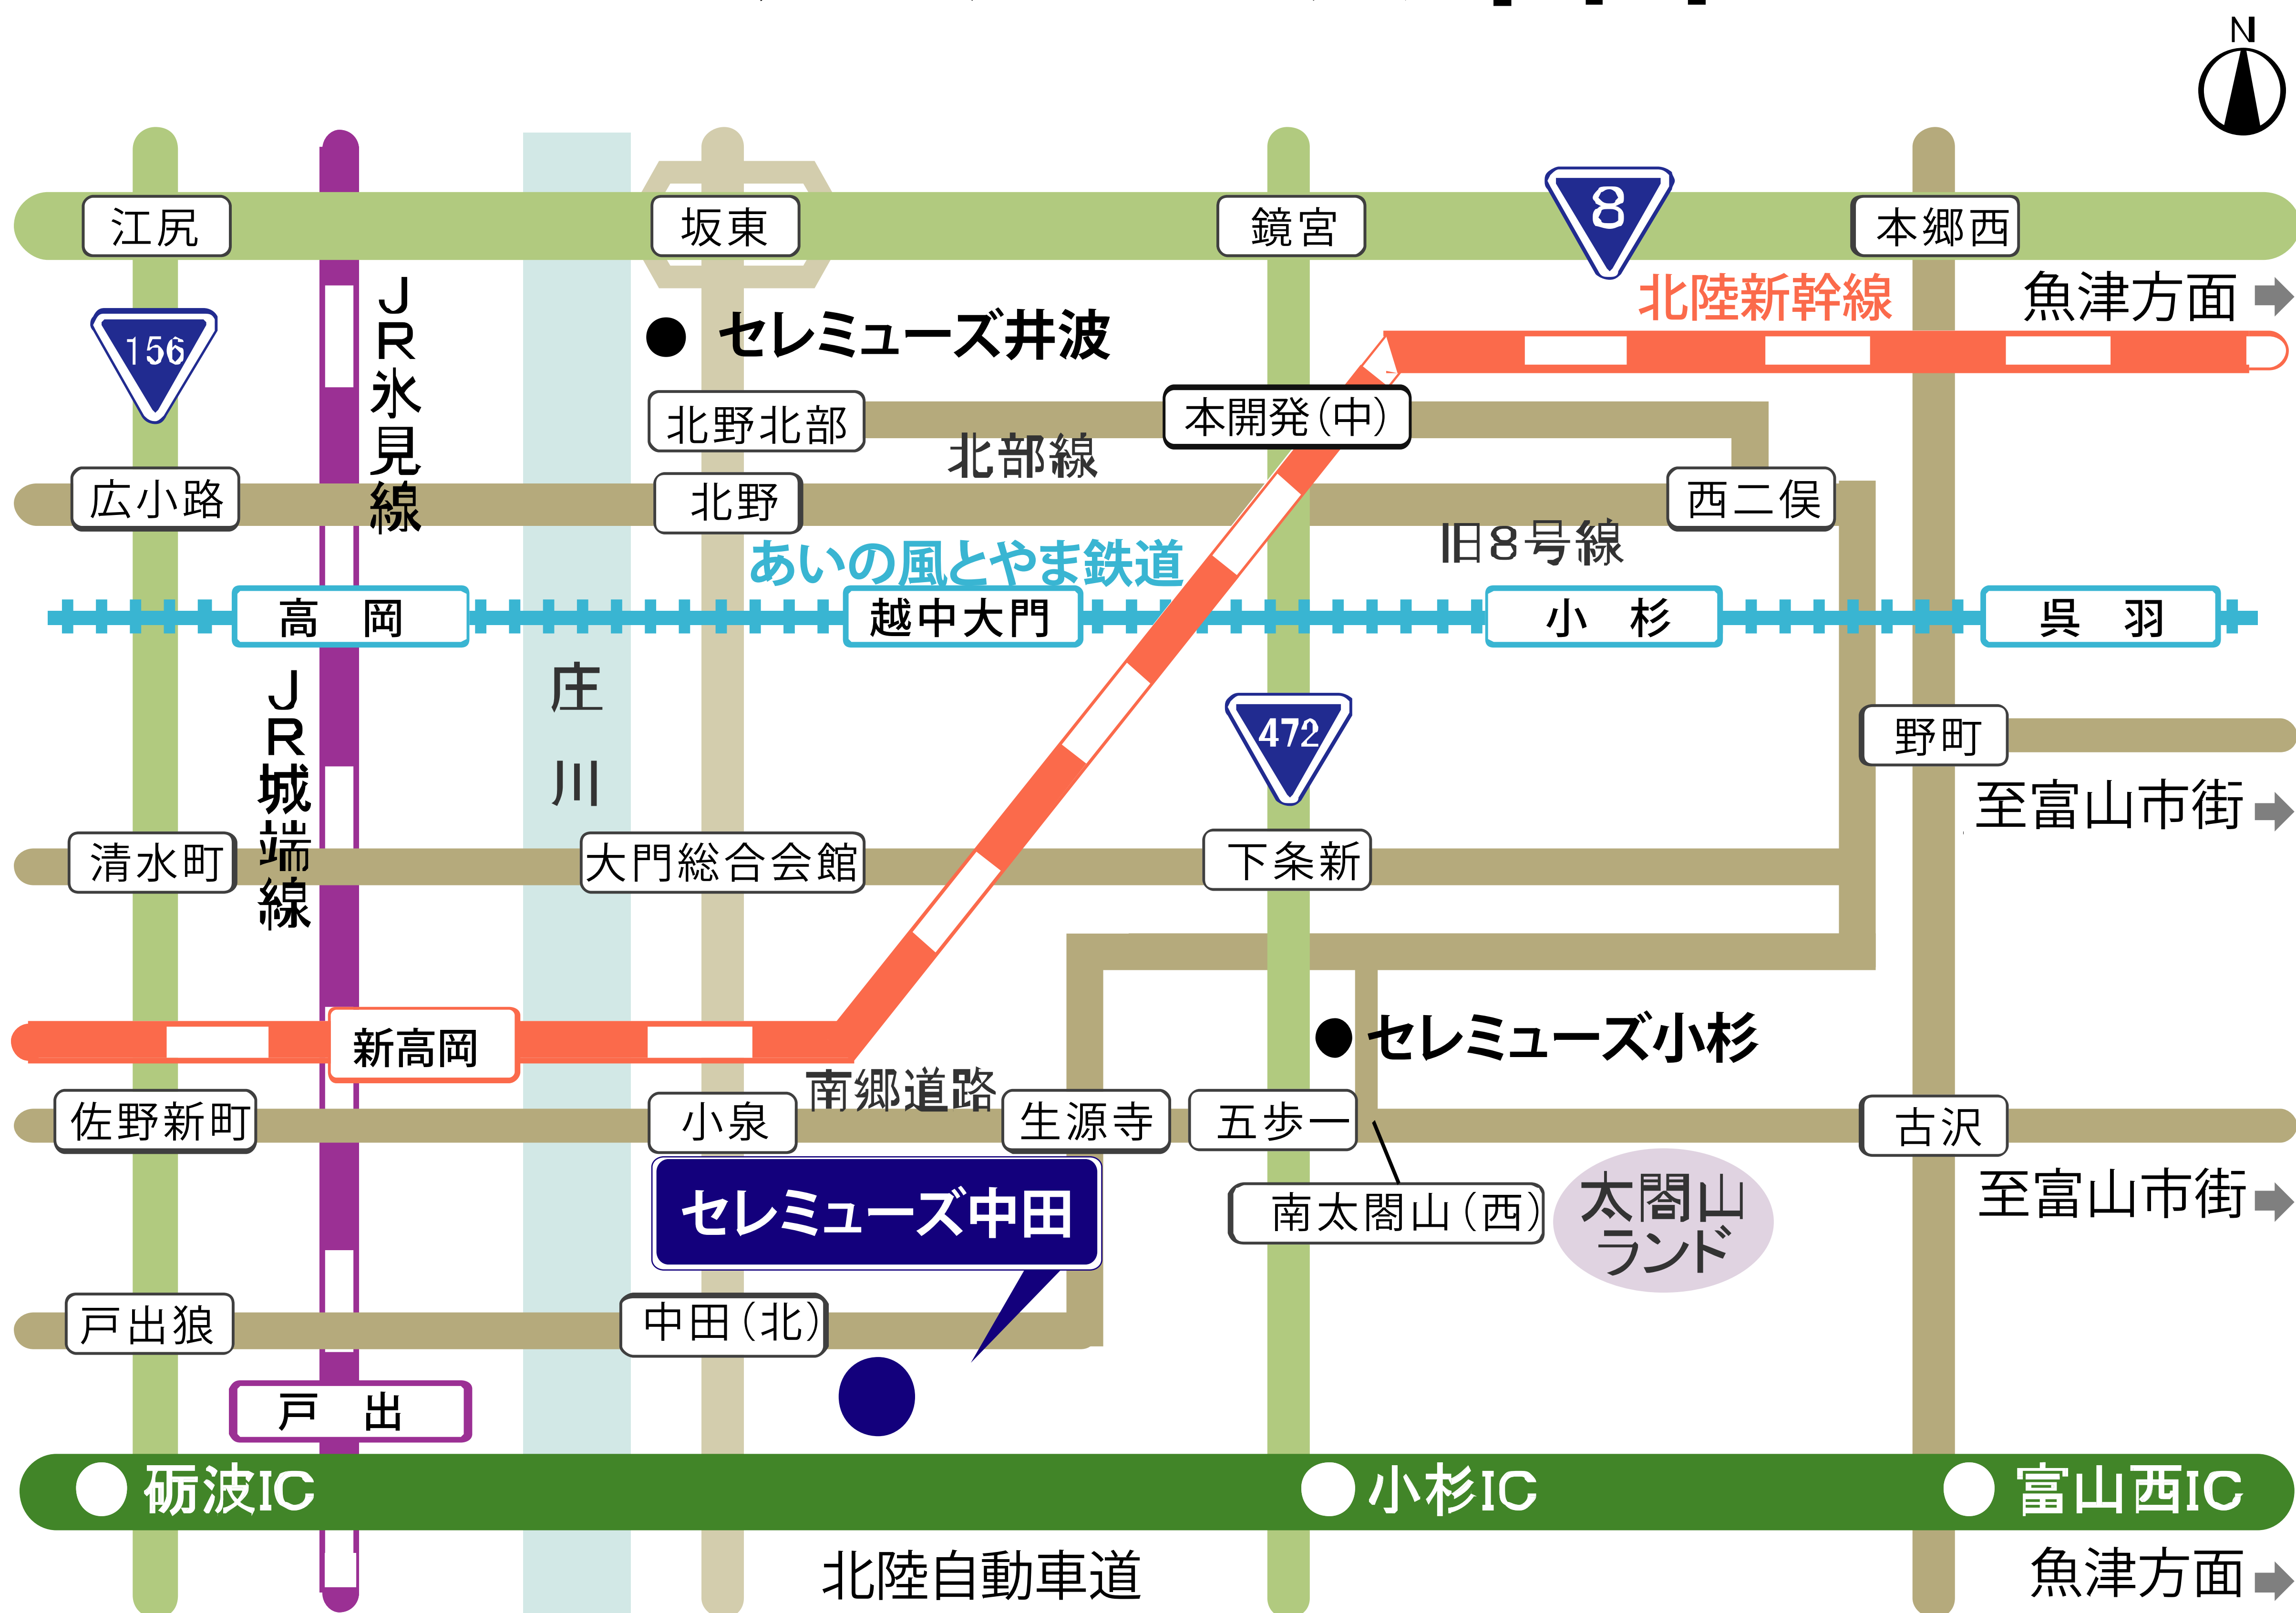 N
江尻
坂東
鏡宮
8
本郷西
北陸新幹線
魚津方面
156
JR氷見線
セレミューズ井波
北野北部
本開発(中)
北部線
広小路
北野
西二俣
旧8号線
あいの風とやま鉄道
高 岡
越中大門
小 杉
呉 羽
JR城端線
庄川
472
野町
至富山市街
清水町
大門総合会館
下条新
新高岡
セレミューズ小杉
南郷道路
佐野新町
小泉
生源寺
五歩一
古沢
セレミューズ中田
南太閤山(西)
太閤山
ランド
至富山市街
戸出狼
中田(北)
戸 出
砺波IC
小杉IC
富山西IC
北陸自動車道
魚津方面